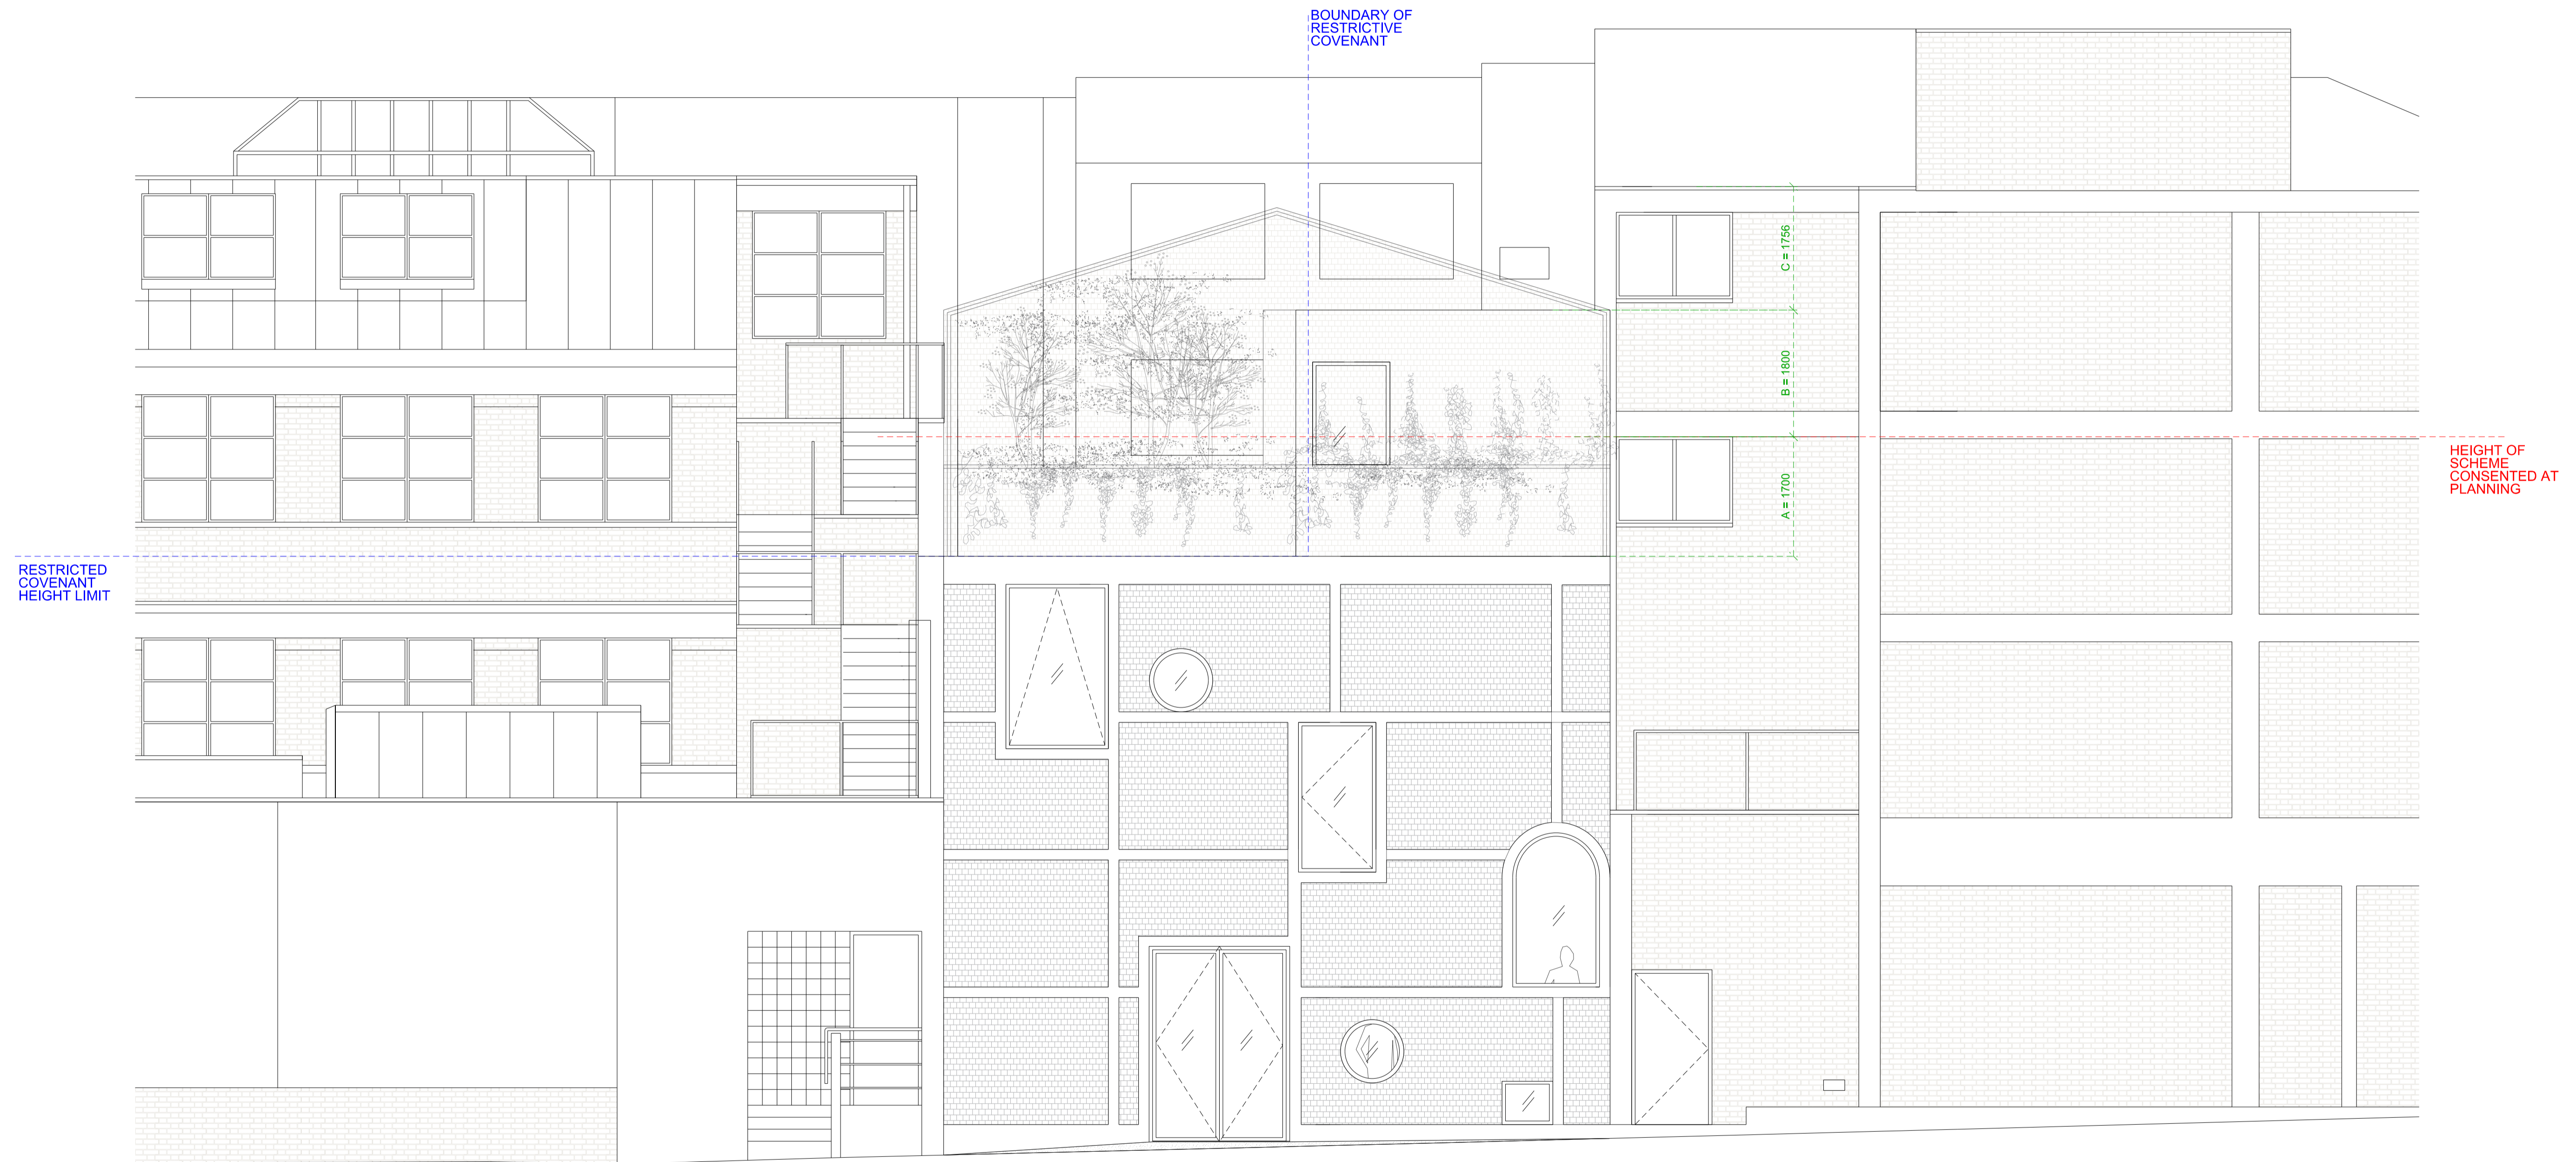 BOUNDARY OF
RESTRICTIVE
COVENANT
C = 1756
B = 1800
A = 1700
HEIGHT OF
SCHEME
CONSENTED AT
PLANNING
RESTRICTED
COVENANT
HEIGHT LIMIT